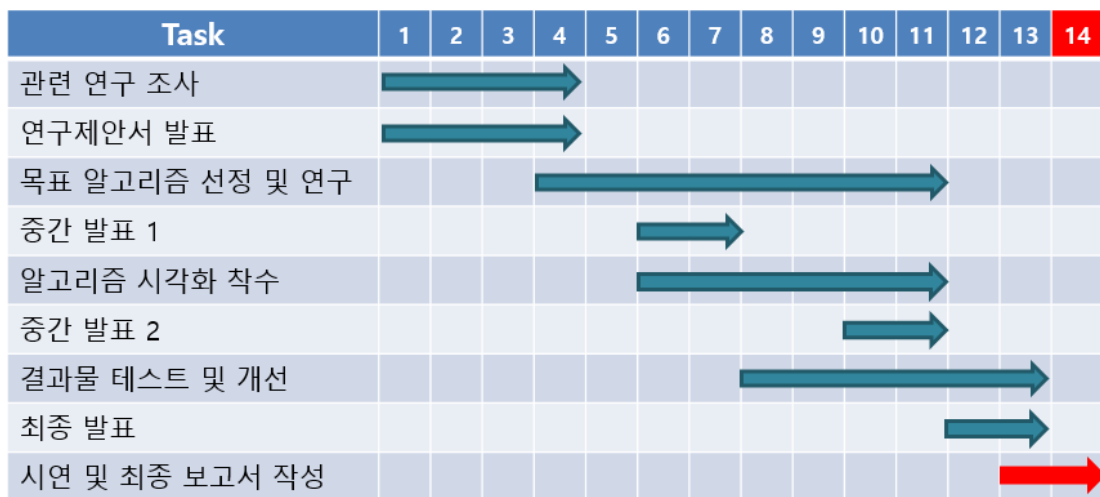 Task 1 2 3 4 5 6 7 8 9 10 11 12 13 14
관련 연구 조사
연구제안서 발표
목표 알고리즘 선정 및 연구
중간 발표 1
알고리즘 시각화 착수
중간 발표 2
결과물 테스트 및 개선
최종 발표
시연 및 최종 보고서 작성